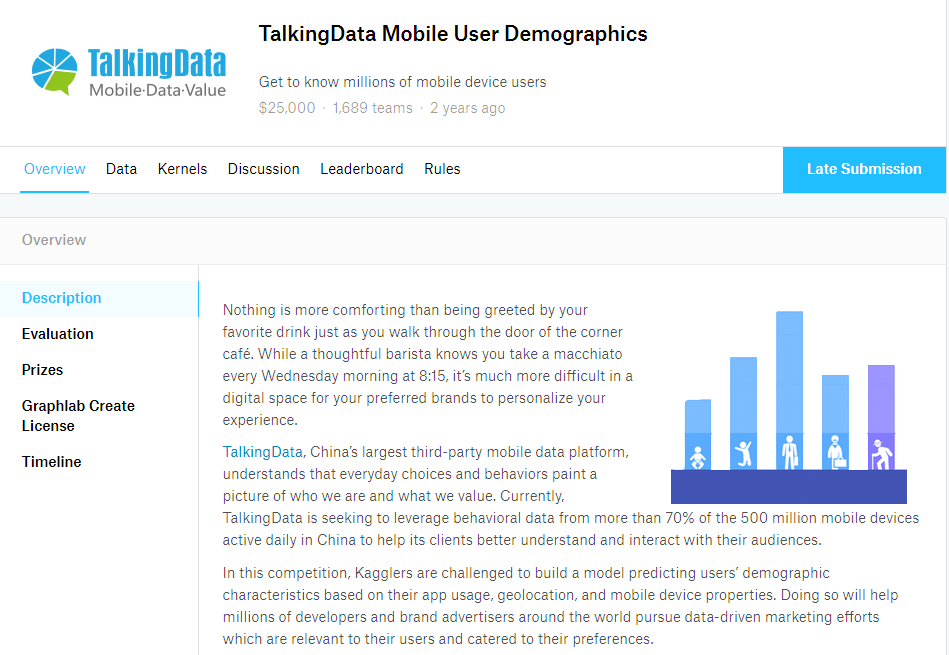 TalkingData
Mobile·Data·Value
TalkingData Mobile User Demographics
Get to know millions of mobile device users
$25,000 · 1,689 teams · 2 years ago
Overview Data Kernels Discussion Leaderboard Rules Late Submission
Overview
Description
Evaluation
Prizes
Graphlab Create
License
Timeline
Nothing is more comforting than being greeted by your
favorite drink just as you walk through the door of the corner
café. While a thoughtful barista knows you take a macchiato
every Wednesday morning at 8:15, it’s much more difficult in a
digital space for your preferred brands to personalize your
experience.
TalkingData, China’s largest third-party mobile data platform,
understands that everyday choices and behaviors paint a
picture of who we are and what we value. Currently,
TalkingData is seeking to leverage behavioral data from more than 70% of the 500 million mobile devices
active daily in China to help its clients better understand and interact with their audiences.
In this competition, Kagglers are challenged to build a model predicting users’ demographic
characteristics based on their app usage, geolocation, and mobile device properties. Doing so will help
millions of developers and brand advertisers around the world pursue data-driven marketing efforts
which are relevant to their users and catered to their preferences.